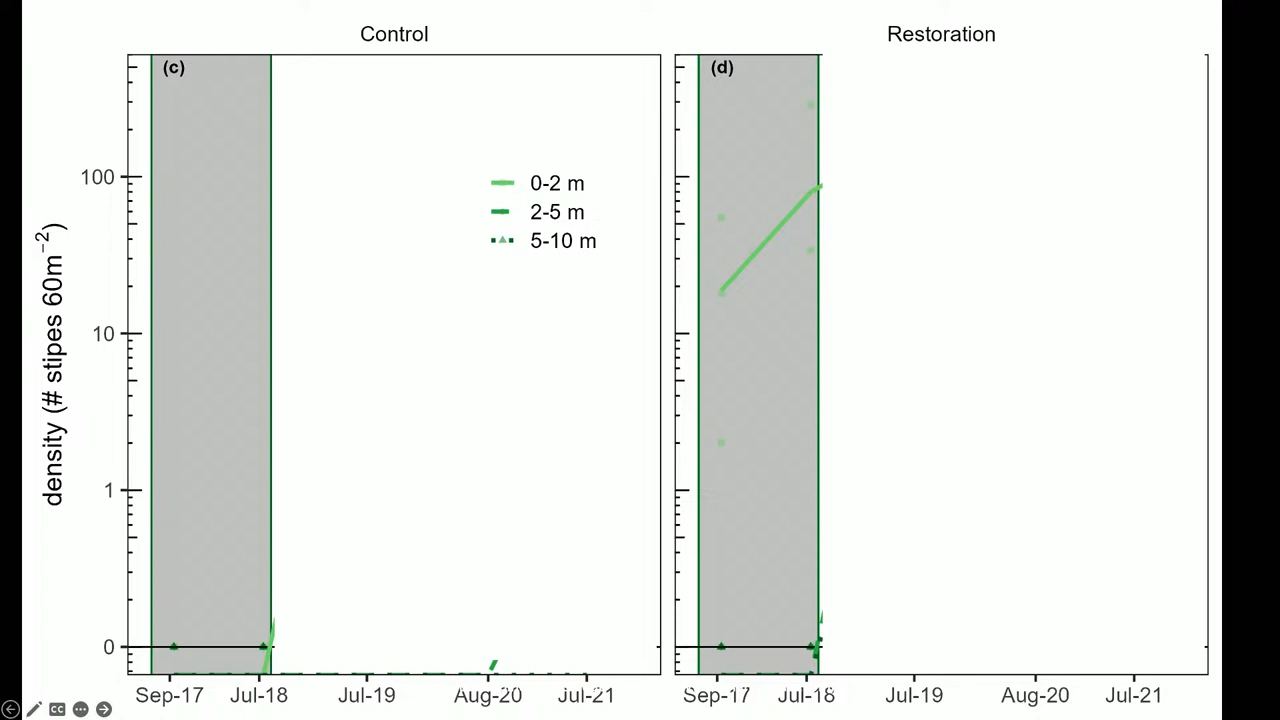 Control
Restoration
(c)
(d)
0-2 m
2-5 m
5-10 m
density (# stipes 60m⁻²)
100
10
1
0
Sep-17 Jul-18 Jul-19 Aug-20 Jul-21
Sep-17 Jul-18 Jul-19 Aug-20 Jul-21
CC